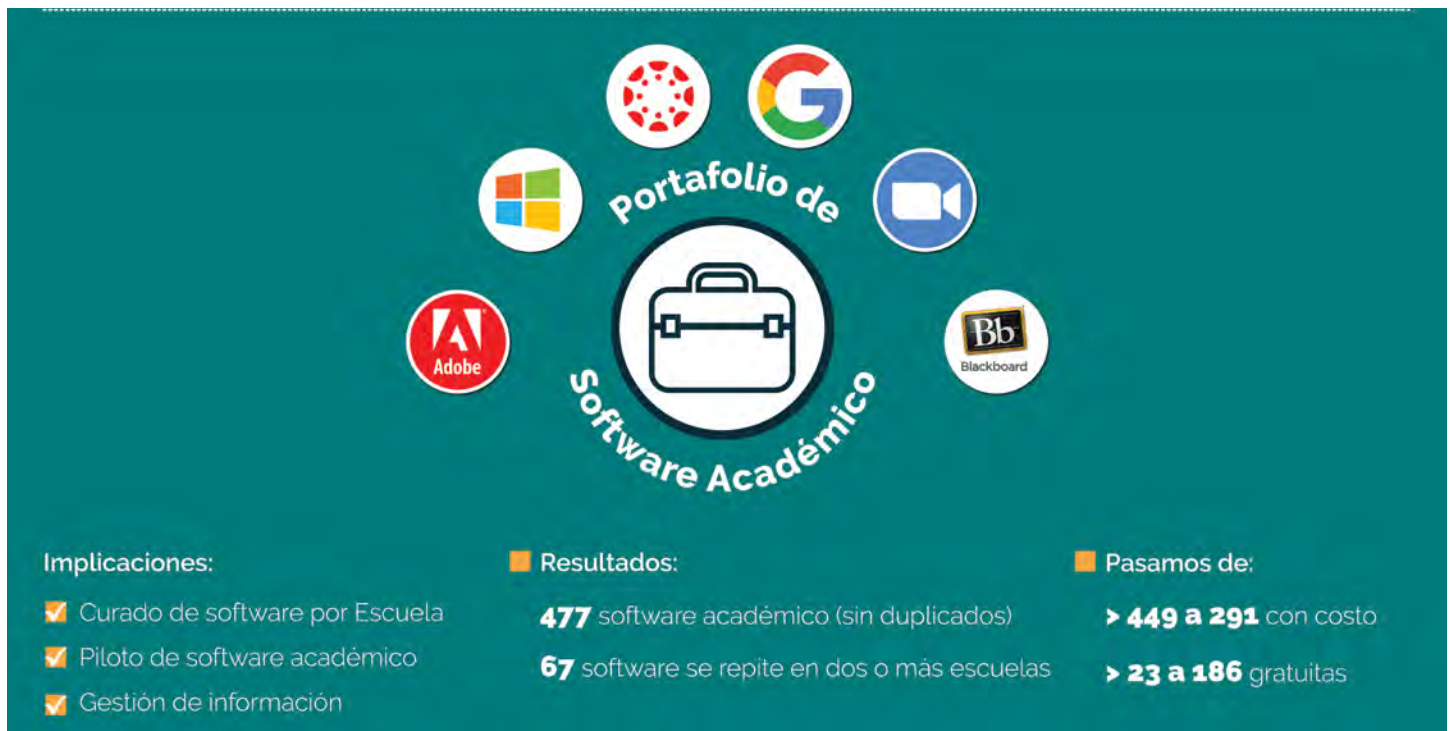 Portafolio de
Software Académico
Adobe
Bb
Blackboard
Implicaciones:
Curado de software por Escuela
Piloto de software académico
Gestión de información
Resultados:
477 software académico (sin duplicados)
67 software se repite en dos o más escuelas
Pasamos de:
> 449 a 291 con costo
> 23 a 186 gratuitas